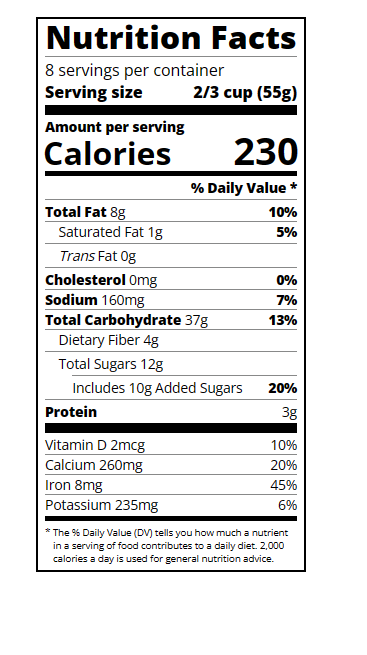 Nutrition Facts
8 servings per container
Serving size 2/3 cup (55g)
Amount per serving
Calories 230
% Daily Value *
Total Fat 8g 10%
Saturated Fat 1g 5%
Trans Fat 0g
Cholesterol 0mg 0%
Sodium 160mg 7%
Total Carbohydrate 37g 13%
Dietary Fiber 4g
Total Sugars 12g
Includes 10g Added Sugars 20%
Protein 3g
Vitamin D 2mcg 10%
Calcium 260mg 20%
Iron 8mg 45%
Potassium 235mg 6%
* The % Daily Value (DV) tells you how much a nutrient
in a serving of food contributes to a daily diet. 2,000
calories a day is used for general nutrition advice.